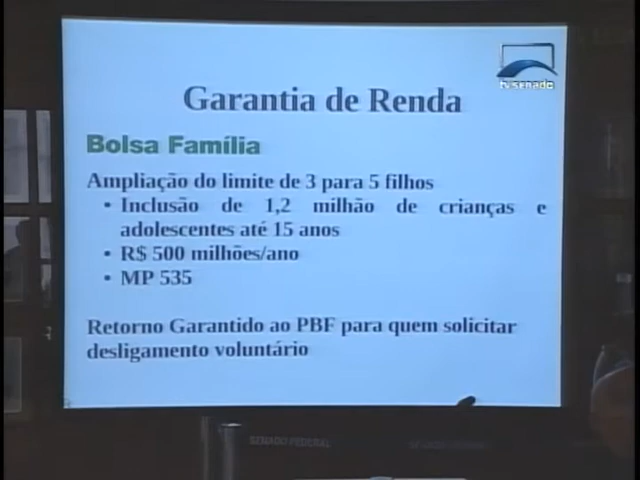 tv SENADO
Garantia de Renda
Bolsa Família
Ampliação do limite de 3 para 5 filhos
• Inclusão de 1,2 milhão de crianças e
adolescentes até 15 anos
• R$ 500 milhões/ano
• MP 535
Retorno Garantido ao PBF para quem solicitar
desligamento voluntário
SENADO FEDERAL